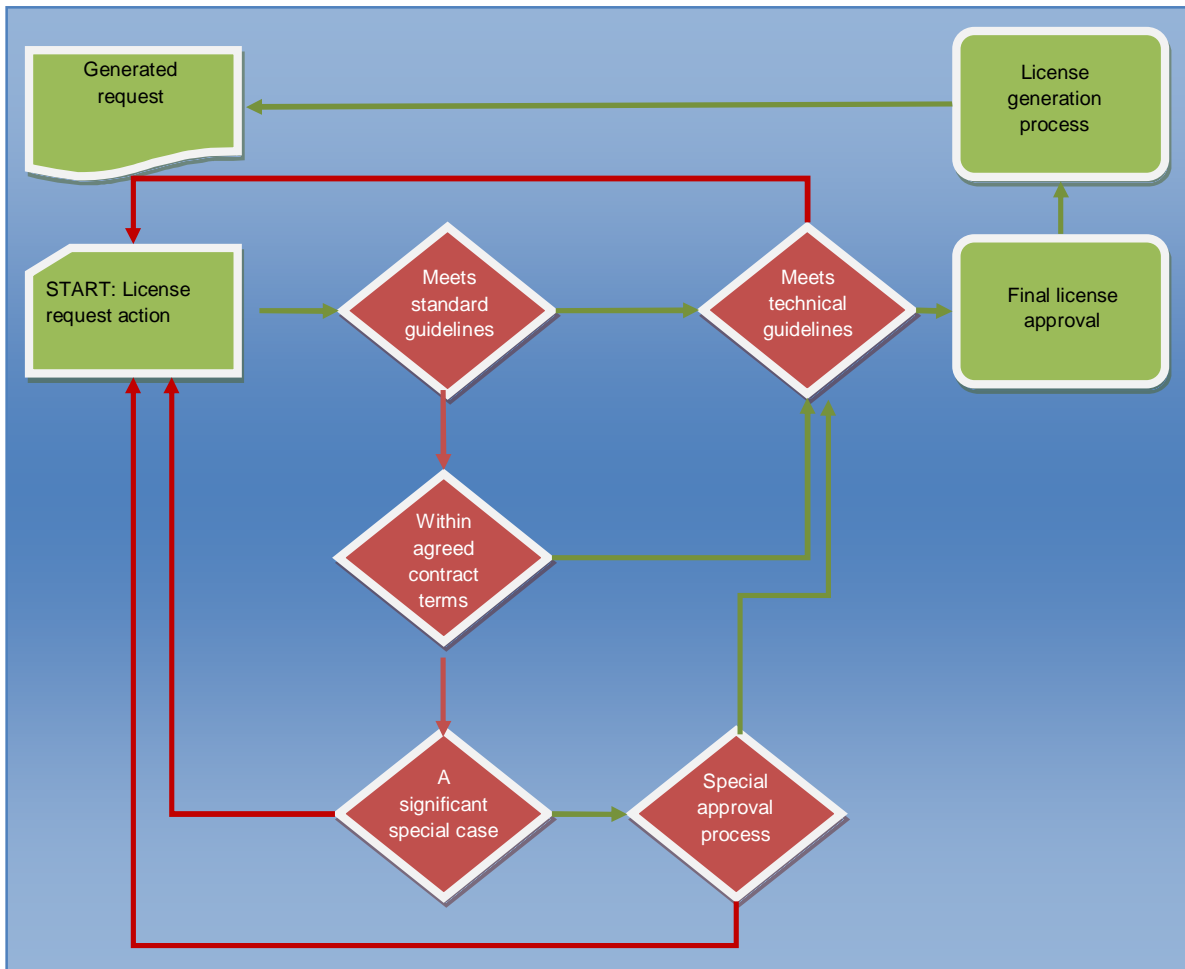 Generated
request
License
generation
process
START: License
request action
Meets
standard
guidelines
Meets
technical
guidelines
Final license
approval
Within
agreed
contract
terms
A
significant
special case
Special
approval
process